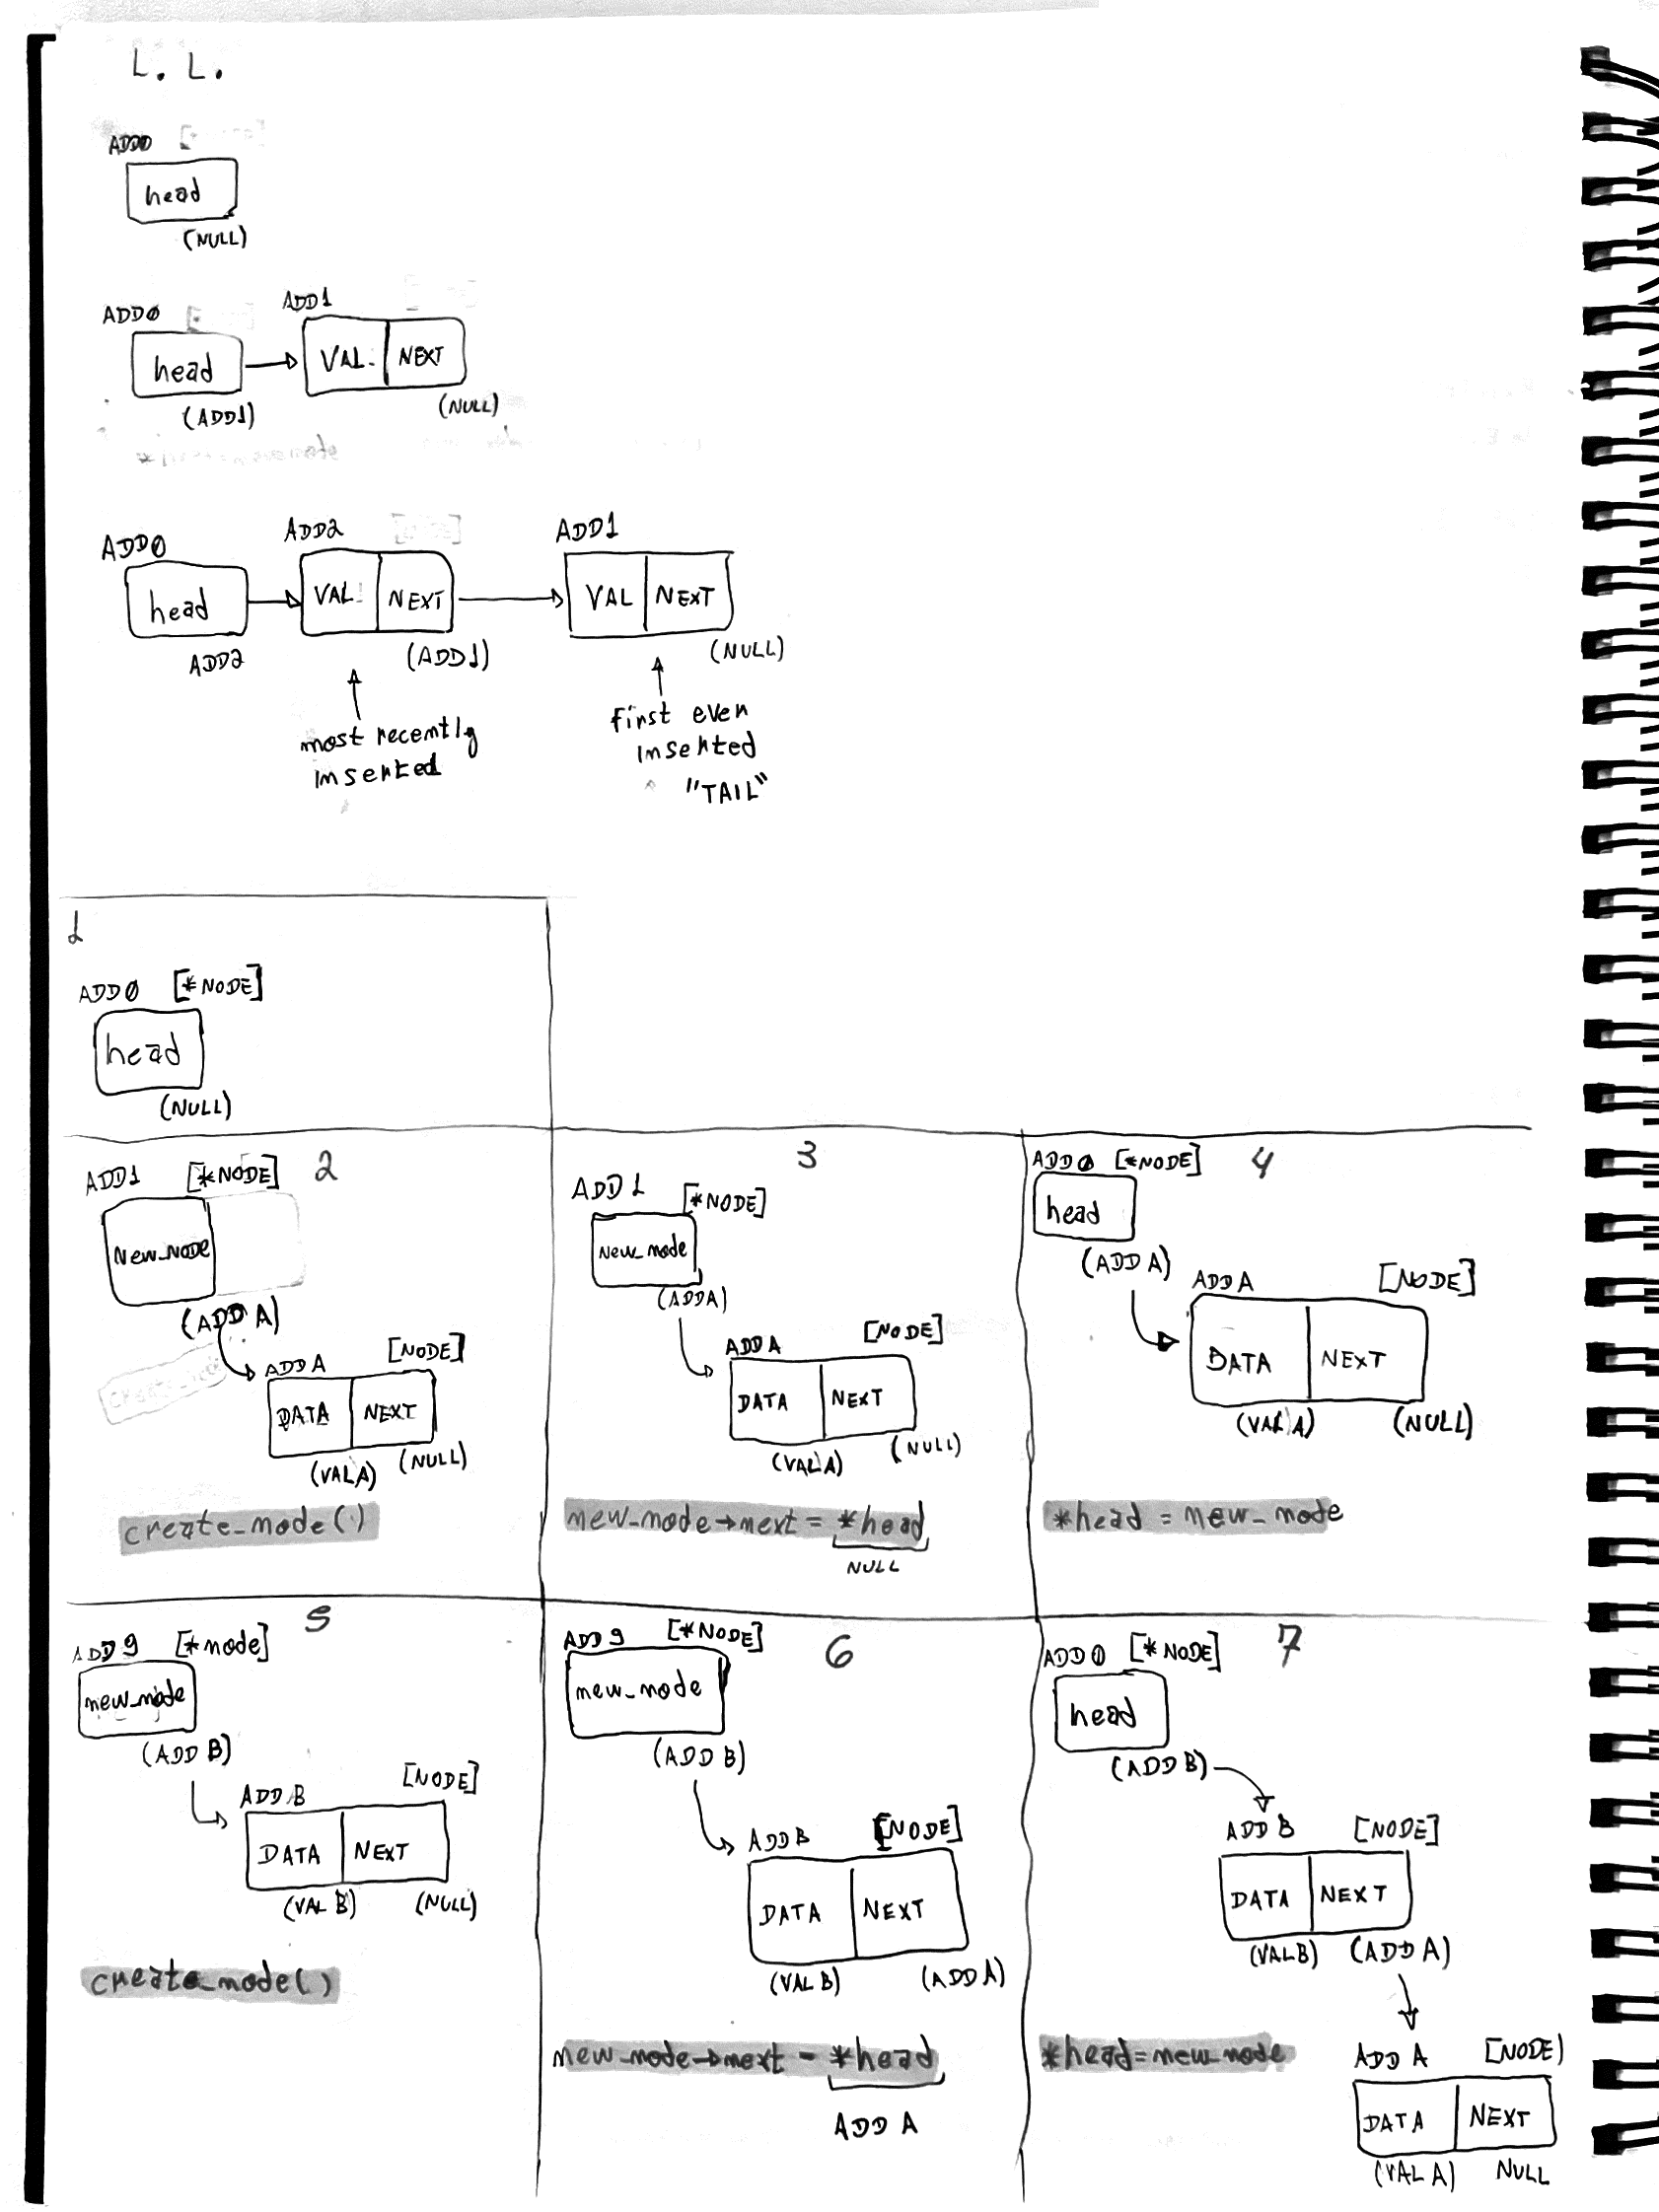 L. L.
ADD0
head
(NULL)
ADD0 ADD1
head VAL NEXT
(ADD1) (NULL)
ADD0 ADD2 ADD1
head VAL NEXT VAL NEXT
ADD2 (ADD1) (NULL)
most recently
inserted
first ever
inserted
"TAIL"
1
ADD0 [*NODE]
head
(NULL)
2
ADD1 [*NODE]
New_NODE
(ADD A)
ADD A [NODE]
DATA NEXT
(VAL A) (NULL)
create_node()
3
ADD 1 [*NODE]
New_node
(ADDA)
ADD A [NODE]
DATA NEXT
(VAL A) (NULL)
new_node→next = *head
NULL
4
ADD0 [*NODE]
head
(ADD A)
ADD A [NODE]
DATA NEXT
(VAL A) (NULL)
*head = new_node
5
ADD 9 [*node]
new_node
(ADD B)
ADD B [NODE]
DATA NEXT
(VAL B) (NULL)
create_node()
6
ADD 9 [*NODE]
new_node
(ADD B)
ADD B [NODE]
DATA NEXT
(VAL B) (ADD A)
new_node→next = *head
ADD A
7
ADD 0 [*NODE]
head
(ADD B)
ADD B [NODE]
DATA NEXT
(VAL B) (ADD A)
*head = new_node
ADD A [NODE]
DATA NEXT
(VAL A) NULL